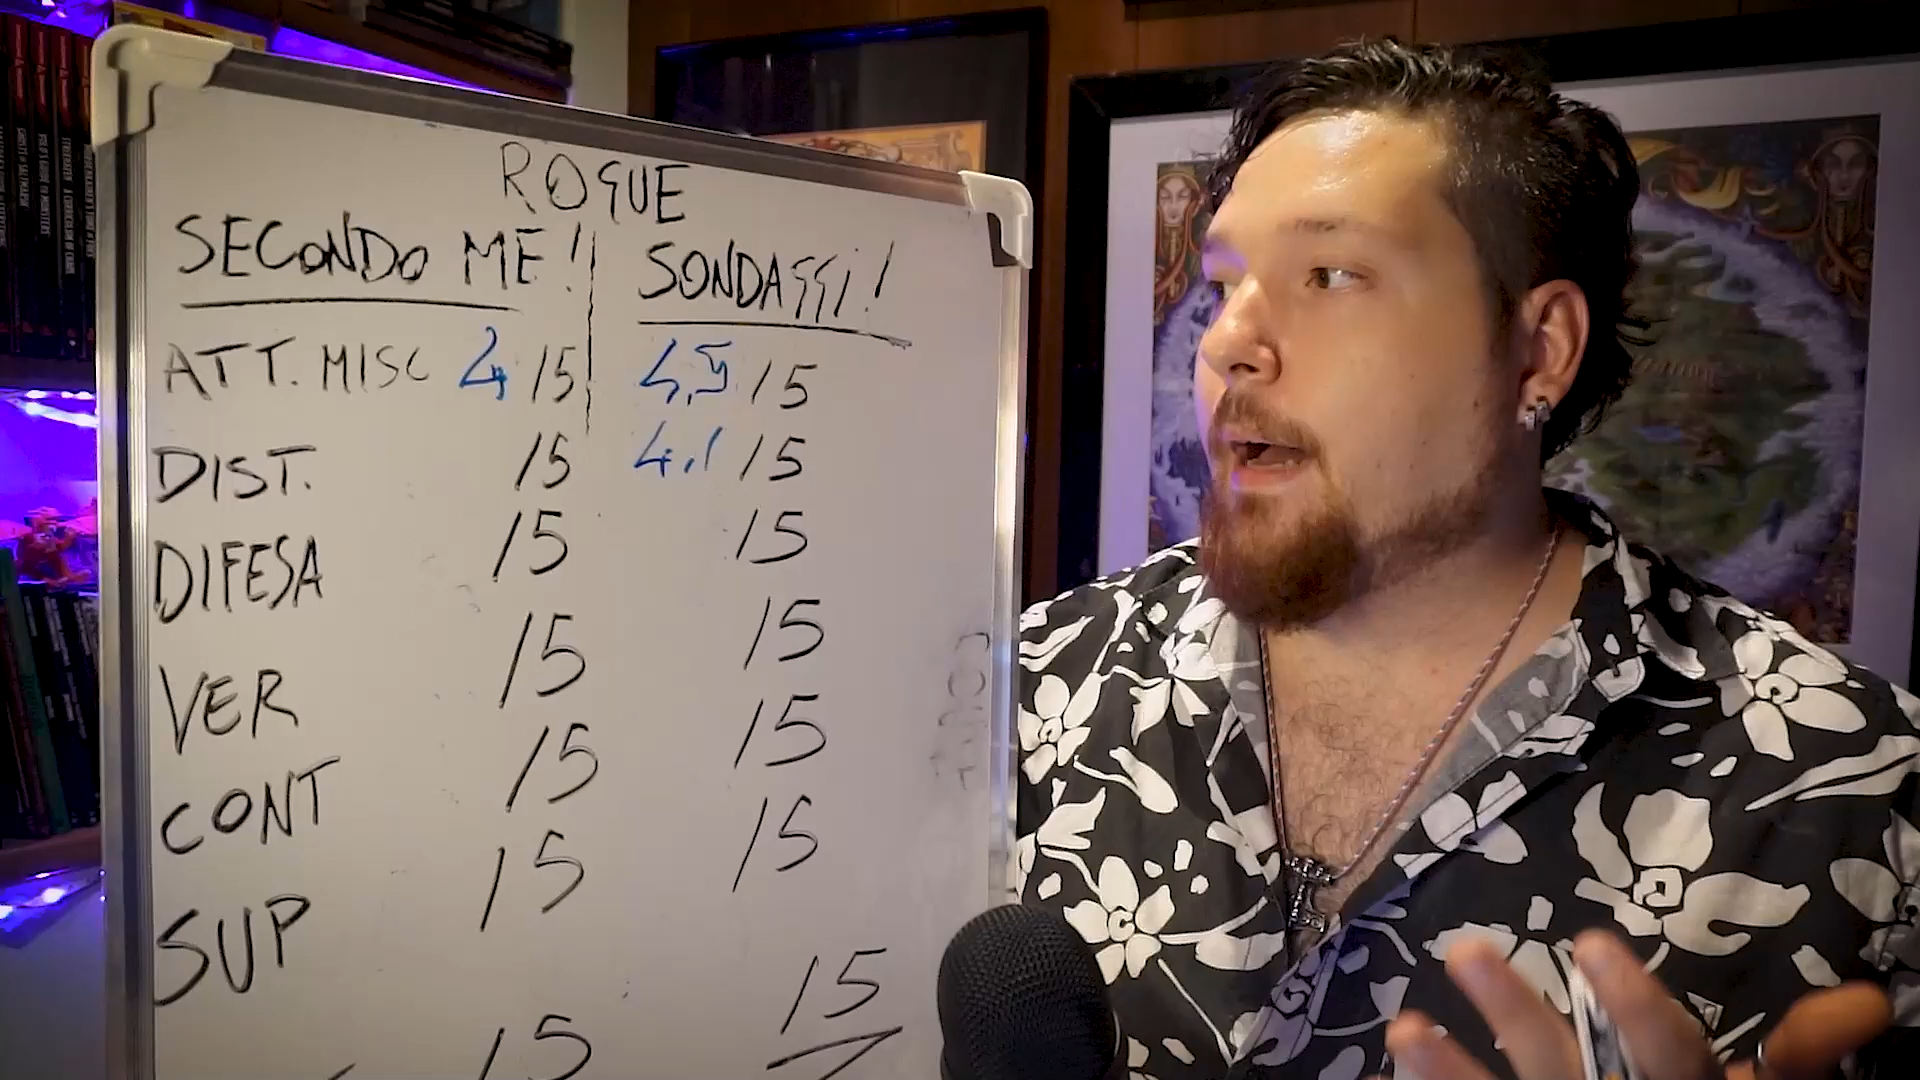 ROGUE
SECONDO ME! SONDAGGI!
ATT. MISC 4 /5 4,5 /5
DIST. /5 4,1 /5
DIFESA /5 /5
VER /5 /5
CONT /5 /5
SUP /5 /5
/5 /5